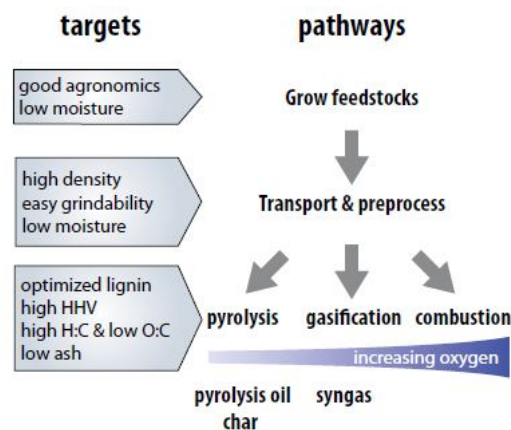 targets
pathways
good agronomics
low moisture
Grow feedstocks
high density
easy grindability
low moisture
Transport & preprocess
optimized lignin
high HHV
high H:C & low O:C
low ash
pyrolysis
gasification
combustion
increasing oxygen
pyrolysis oil
char
syngas